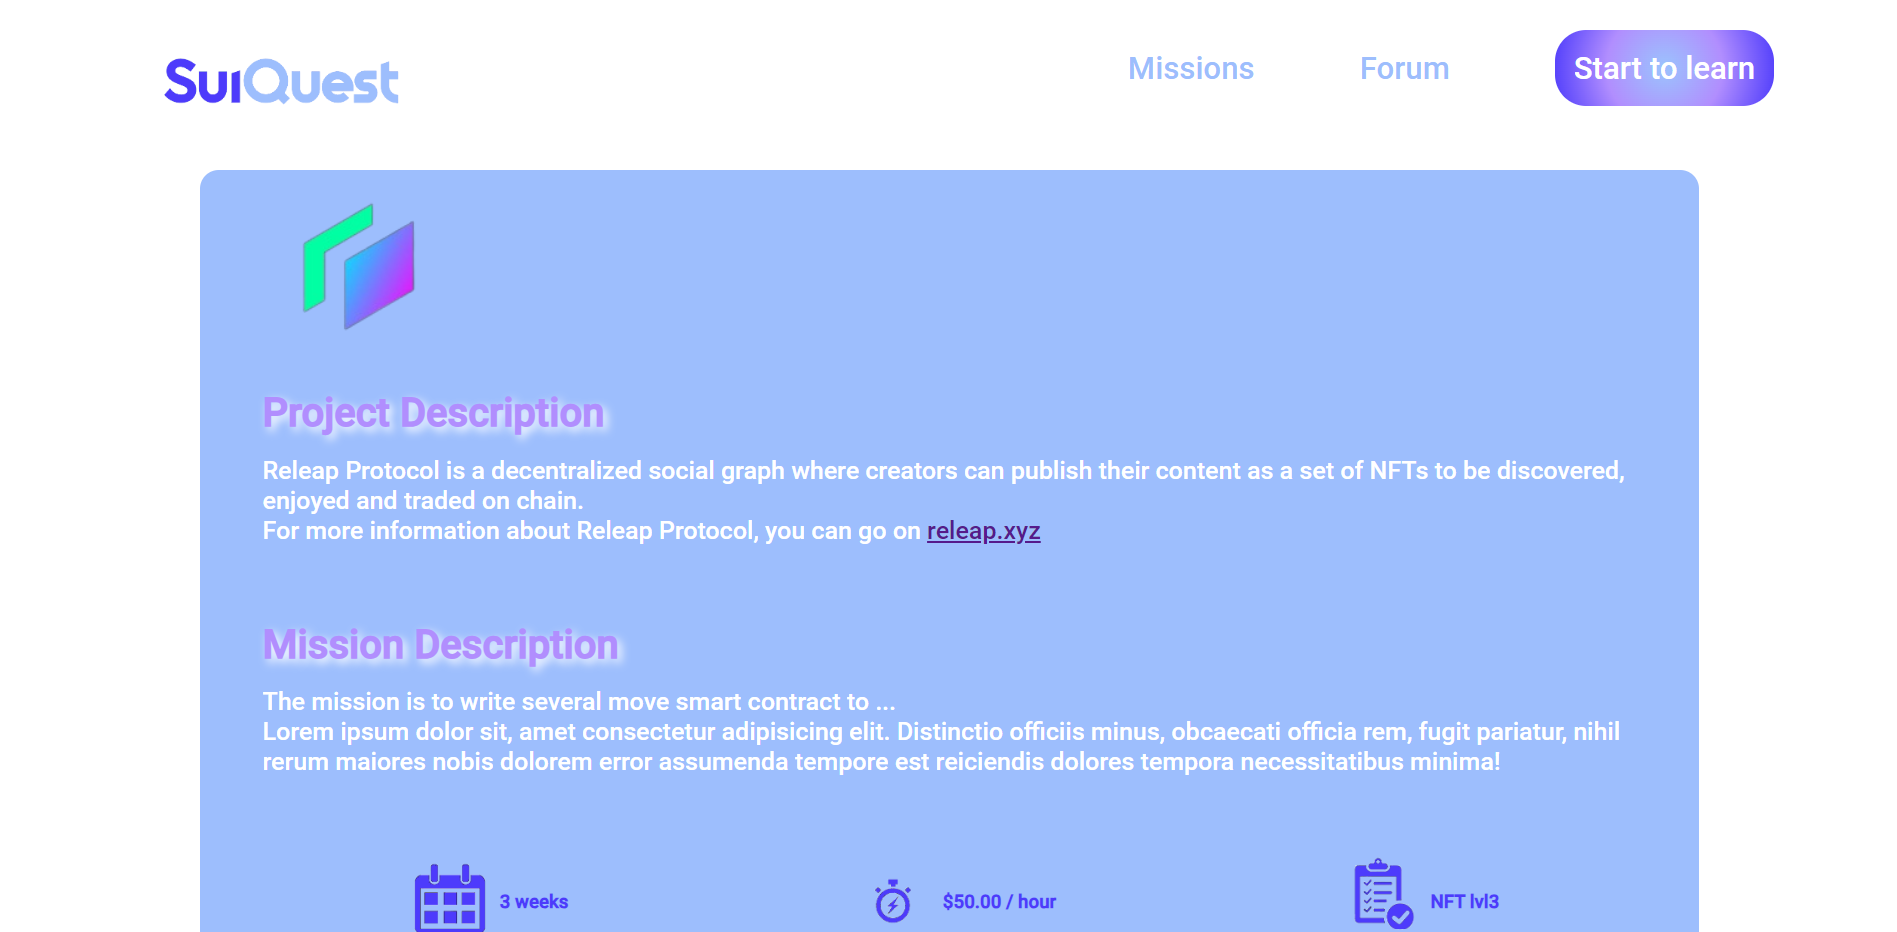 SuiQuest
Missions
Forum
Start to learn
Project Description
Releap Protocol is a decentralized social graph where creators can publish their content as a set of NFTs to be discovered,
enjoyed and traded on chain.
For more information about Releap Protocol, you can go on releap.xyz
Mission Description
The mission is to write several move smart contract to ...
Lorem ipsum dolor sit, amet consectetur adipisicing elit. Distinctio officiis minus, obcaecati officia rem, fugit pariatur, nihil
rerum maiores nobis dolorem error assumenda tempore est reiciendis dolores tempora necessitatibus minima!
3 weeks
$50.00 / hour
NFT lvl3